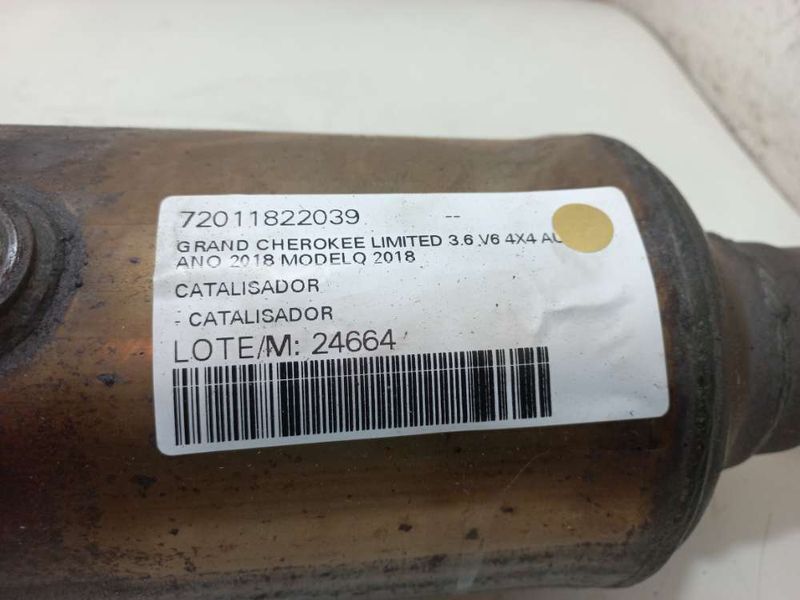 72011822039 --
GRAND CHEROKEE LIMITED 3.6 V6 4X4
ANO 2018 MODELO 2018
CATALISADOR
- CATALISADOR
LOTE/M: 24664